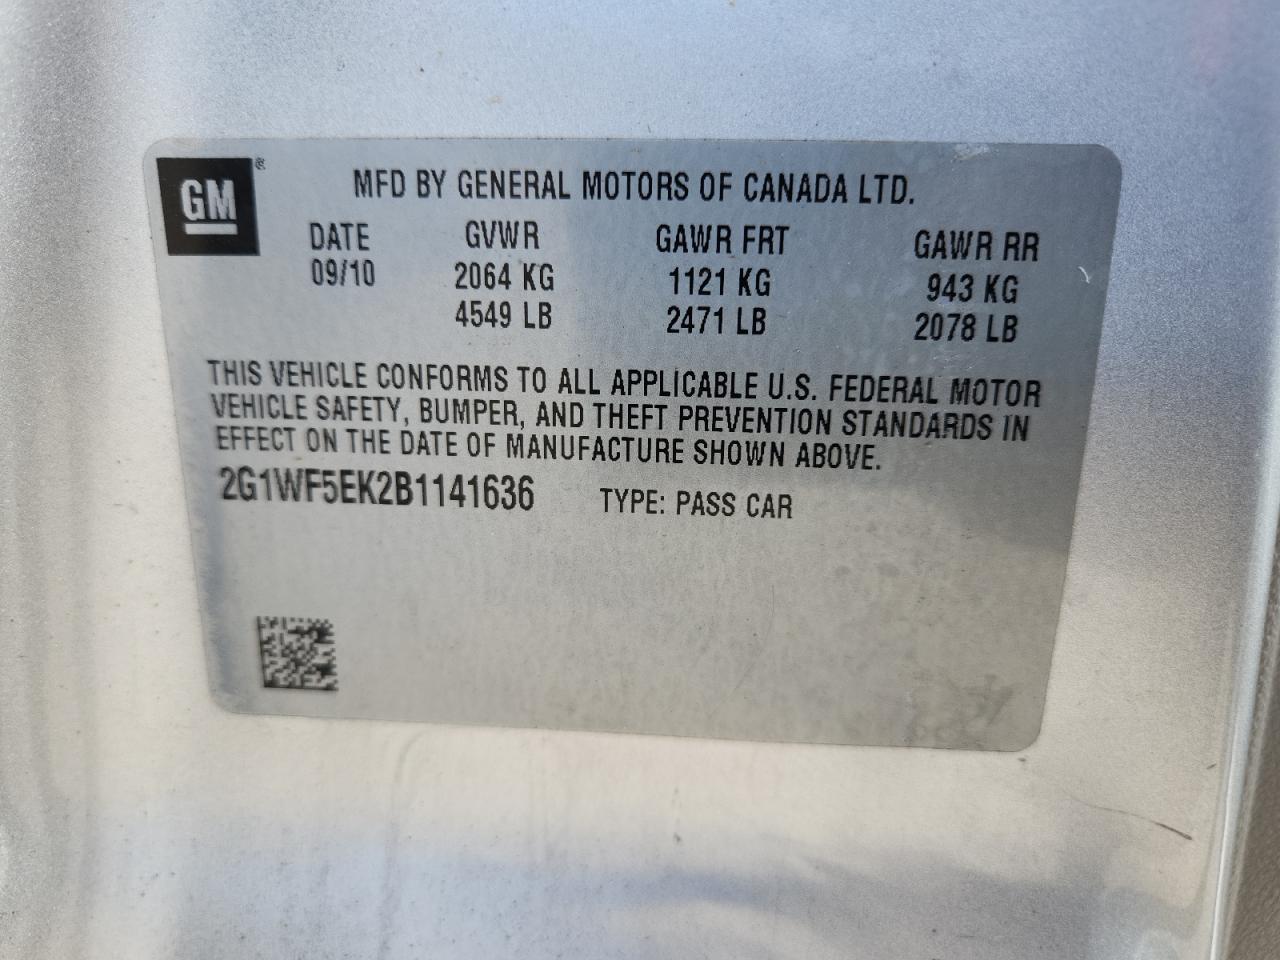 GM®
MFD BY GENERAL MOTORS OF CANADA LTD.
DATE GVWR GAWR FRT GAWR RR
09/10 2064 KG 1121 KG 943 KG
4549 LB 2471 LB 2078 LB
THIS VEHICLE CONFORMS TO ALL APPLICABLE U.S. FEDERAL MOTOR
VEHICLE SAFETY, BUMPER, AND THEFT PREVENTION STANDARDS IN
EFFECT ON THE DATE OF MANUFACTURE SHOWN ABOVE.
2G1WF5EK2B1141636 TYPE: PASS CAR